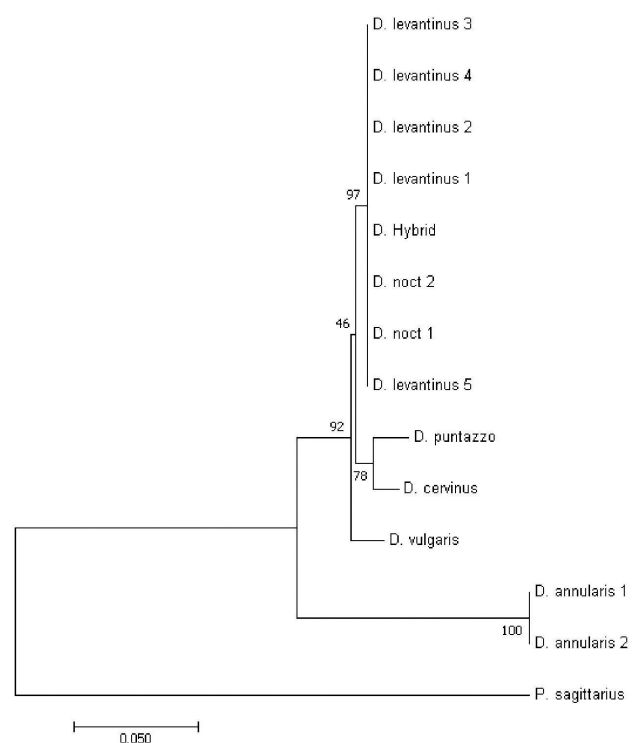 D. levantinus 3
D. levantinus 4
D. levantinus 2
D. levantinus 1
97
D. Hybrid
D. noct 2
46
D. noct 1
D. levantinus 5
92
D. puntazzo
78
D. cervinus
D. vulgaris
D. annularis 1
100
D. annularis 2
P. sagittarius
0.050